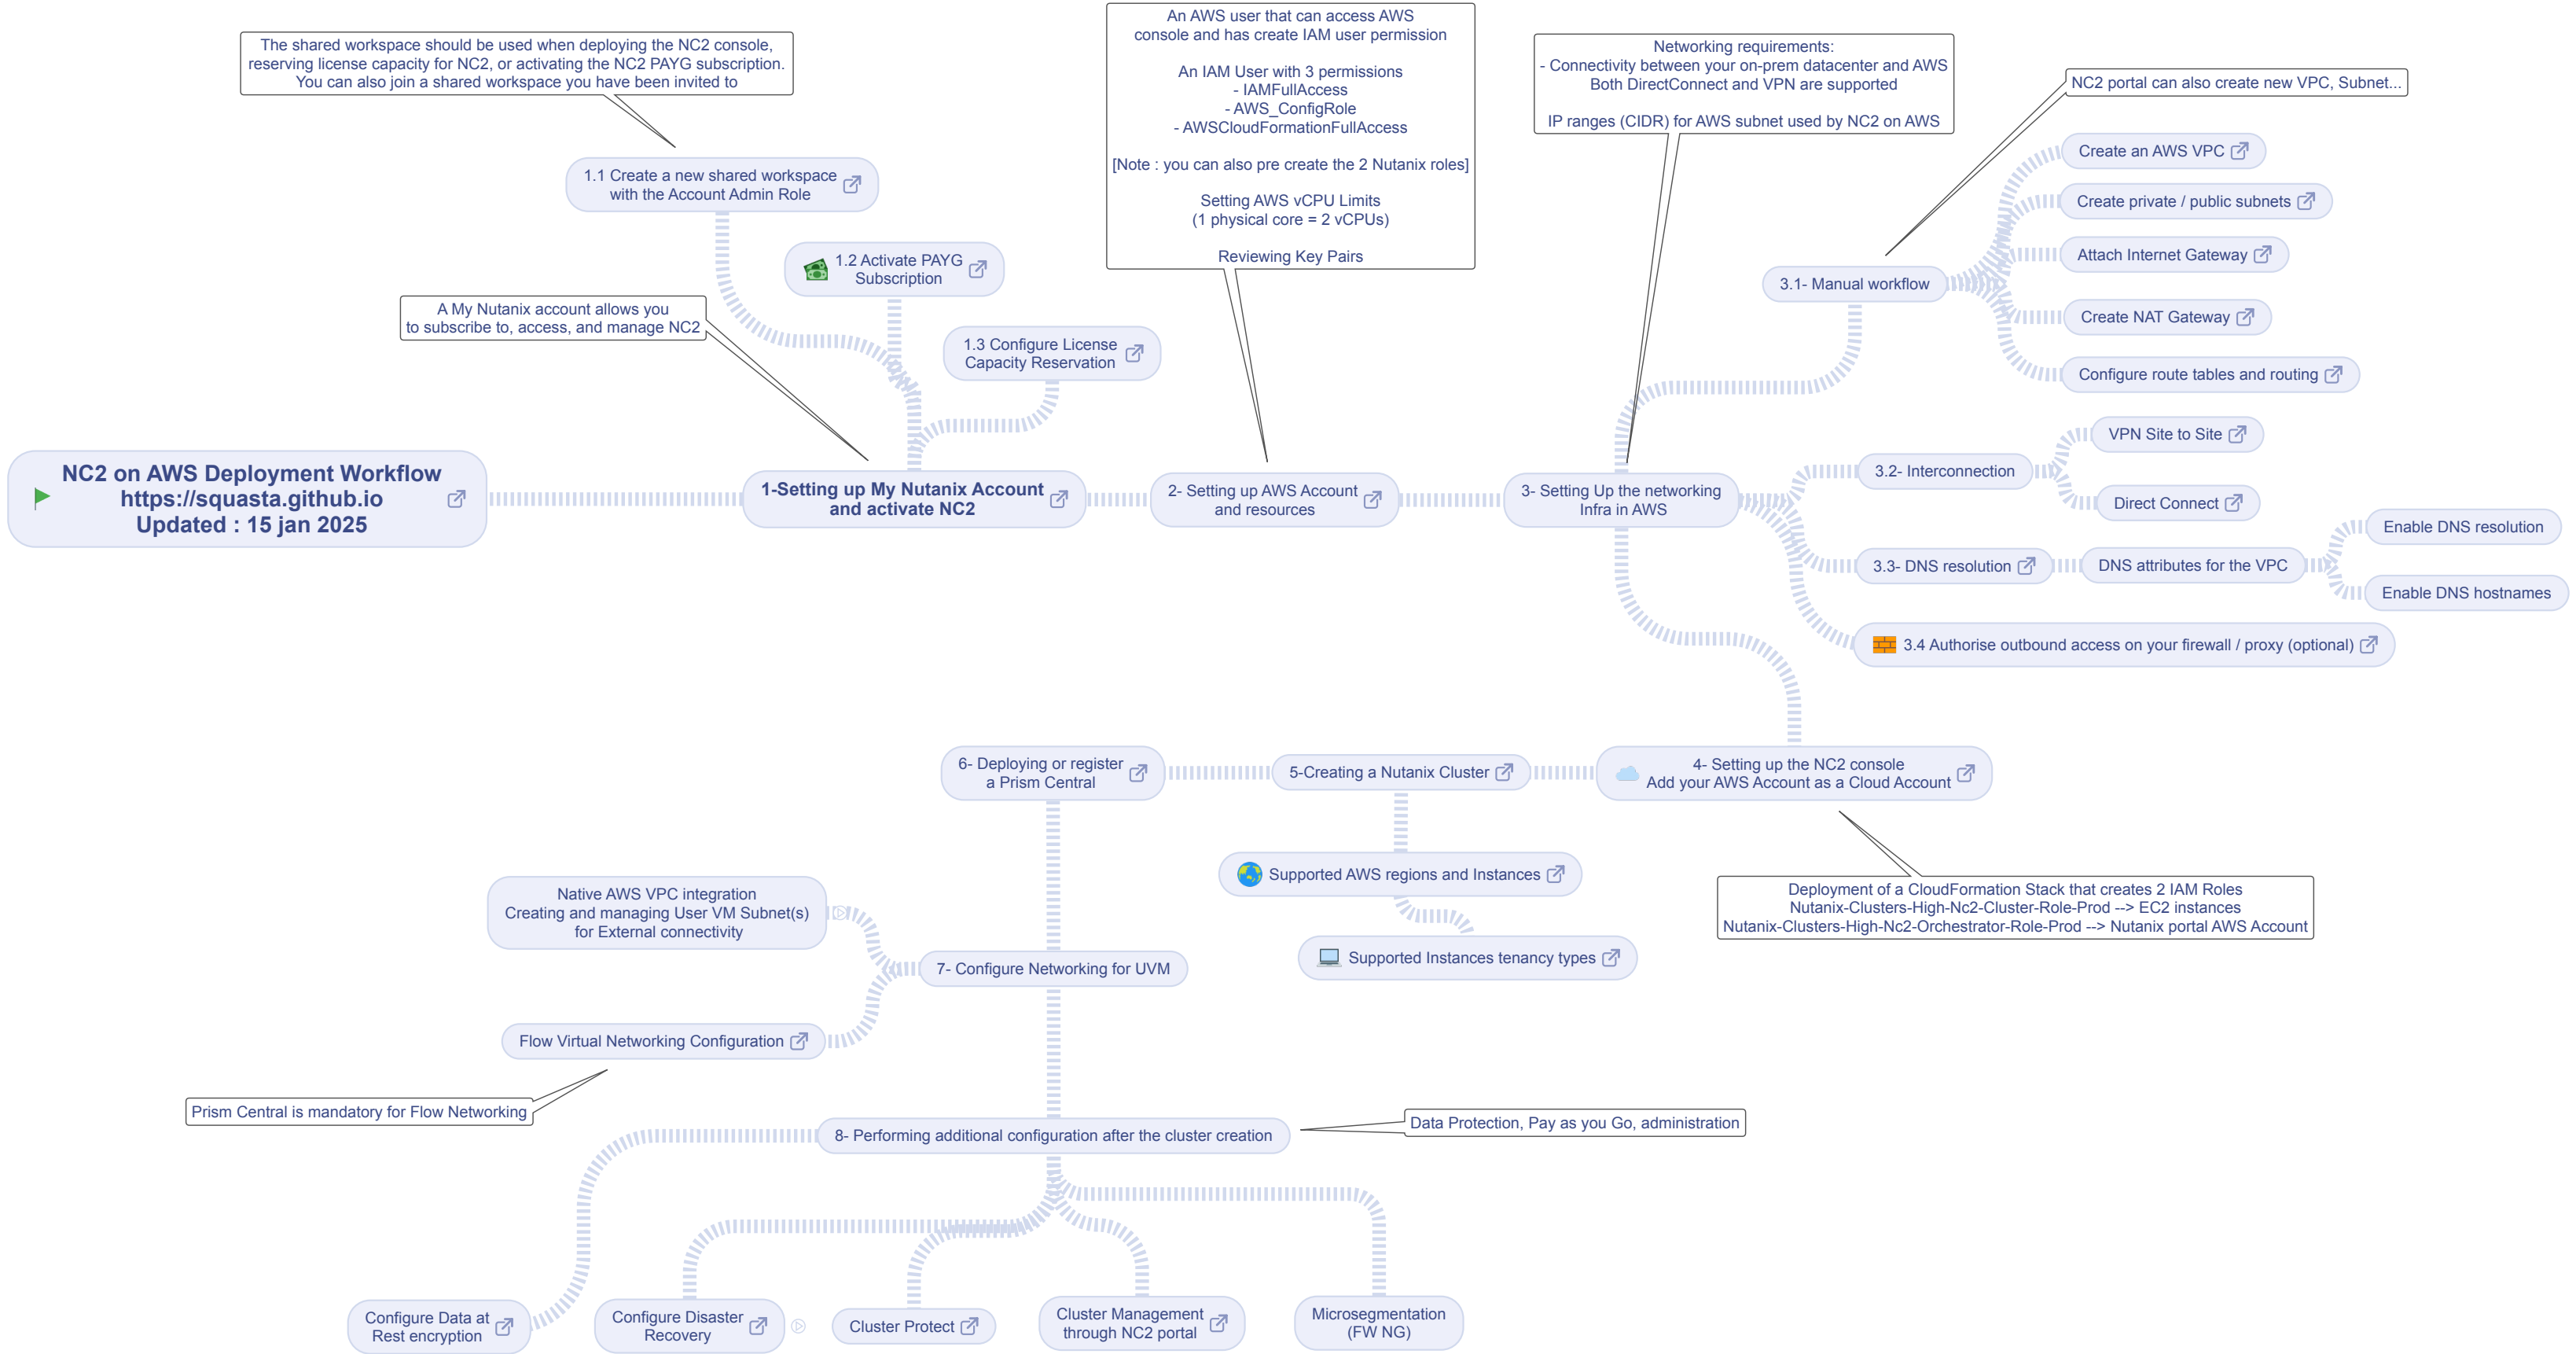 The shared workspace should be used when deploying the NC2 console,
reserving license capacity for NC2, or activating the NC2 PAYG subscription.
You can also join a shared workspace you have been invited to
1.1 Create a new shared workspace
with the Account Admin Role
1.2 Activate PAYG
Subscription
1.3 Configure License
Capacity Reservation
A My Nutanix account allows you
to subscribe to, access, and manage NC2
NC2 on AWS Deployment Workflow
https://squasta.github.io
Updated : 15 jan 2025
1-Setting up My Nutanix Account
and activate NC2
An AWS user that can access AWS
console and has create IAM user permission
An IAM User with 3 permissions
- IAMFullAccess
- AWS_ConfigRole
- AWSCloudFormationFullAccess
[Note : you can also pre create the 2 Nutanix roles]
Setting AWS vCPU Limits
(1 physical core = 2 vCPUs)
Reviewing Key Pairs
2- Setting up AWS Account
and resources
Networking requirements:
- Connectivity between your on-prem datacenter and AWS
Both DirectConnect and VPN are supported
IP ranges (CIDR) for AWS subnet used by NC2 on AWS
3- Setting Up the networking
Infra in AWS
NC2 portal can also create new VPC, Subnet...
3.1- Manual workflow
Create an AWS VPC
Create private / public subnets
Attach Internet Gateway
Create NAT Gateway
Configure route tables and routing
3.2- Interconnection
VPN Site to Site
Direct Connect
3.3- DNS resolution
DNS attributes for the VPC
Enable DNS resolution
Enable DNS hostnames
3.4 Authorise outbound access on your firewall / proxy (optional)
4- Setting up the NC2 console
Add your AWS Account as a Cloud Account
Deployment of a CloudFormation Stack that creates 2 IAM Roles
Nutanix-Clusters-High-Nc2-Cluster-Role-Prod --> EC2 instances
Nutanix-Clusters-High-Nc2-Orchestrator-Role-Prod --> Nutanix portal AWS Account
5-Creating a Nutanix Cluster
Supported AWS regions and Instances
Supported Instances tenancy types
6- Deploying or register
a Prism Central
7- Configure Networking for UVM
Native AWS VPC integration
Creating and managing User VM Subnet(s)
for External connectivity
Flow Virtual Networking Configuration
Prism Central is mandatory for Flow Networking
8- Performing additional configuration after the cluster creation
Data Protection, Pay as you Go, administration
Configure Data at
Rest encryption
Configure Disaster
Recovery
Cluster Protect
Cluster Management
through NC2 portal
Microsegmentation
(FW NG)